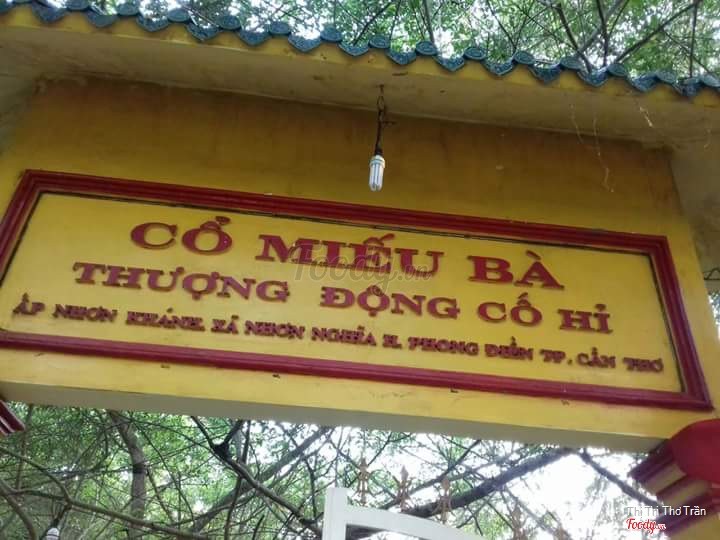 CỔ MIẾU BÀ
THƯỢNG ĐỘNG CỐ HỈ
ẤP NHƠN KHÁNH, XÃ NHƠN NGHĨA H. PHONG ĐIỀN TP. CẦN THƠ
Foody.vn
Thị Thơ Trần
Foody.vn